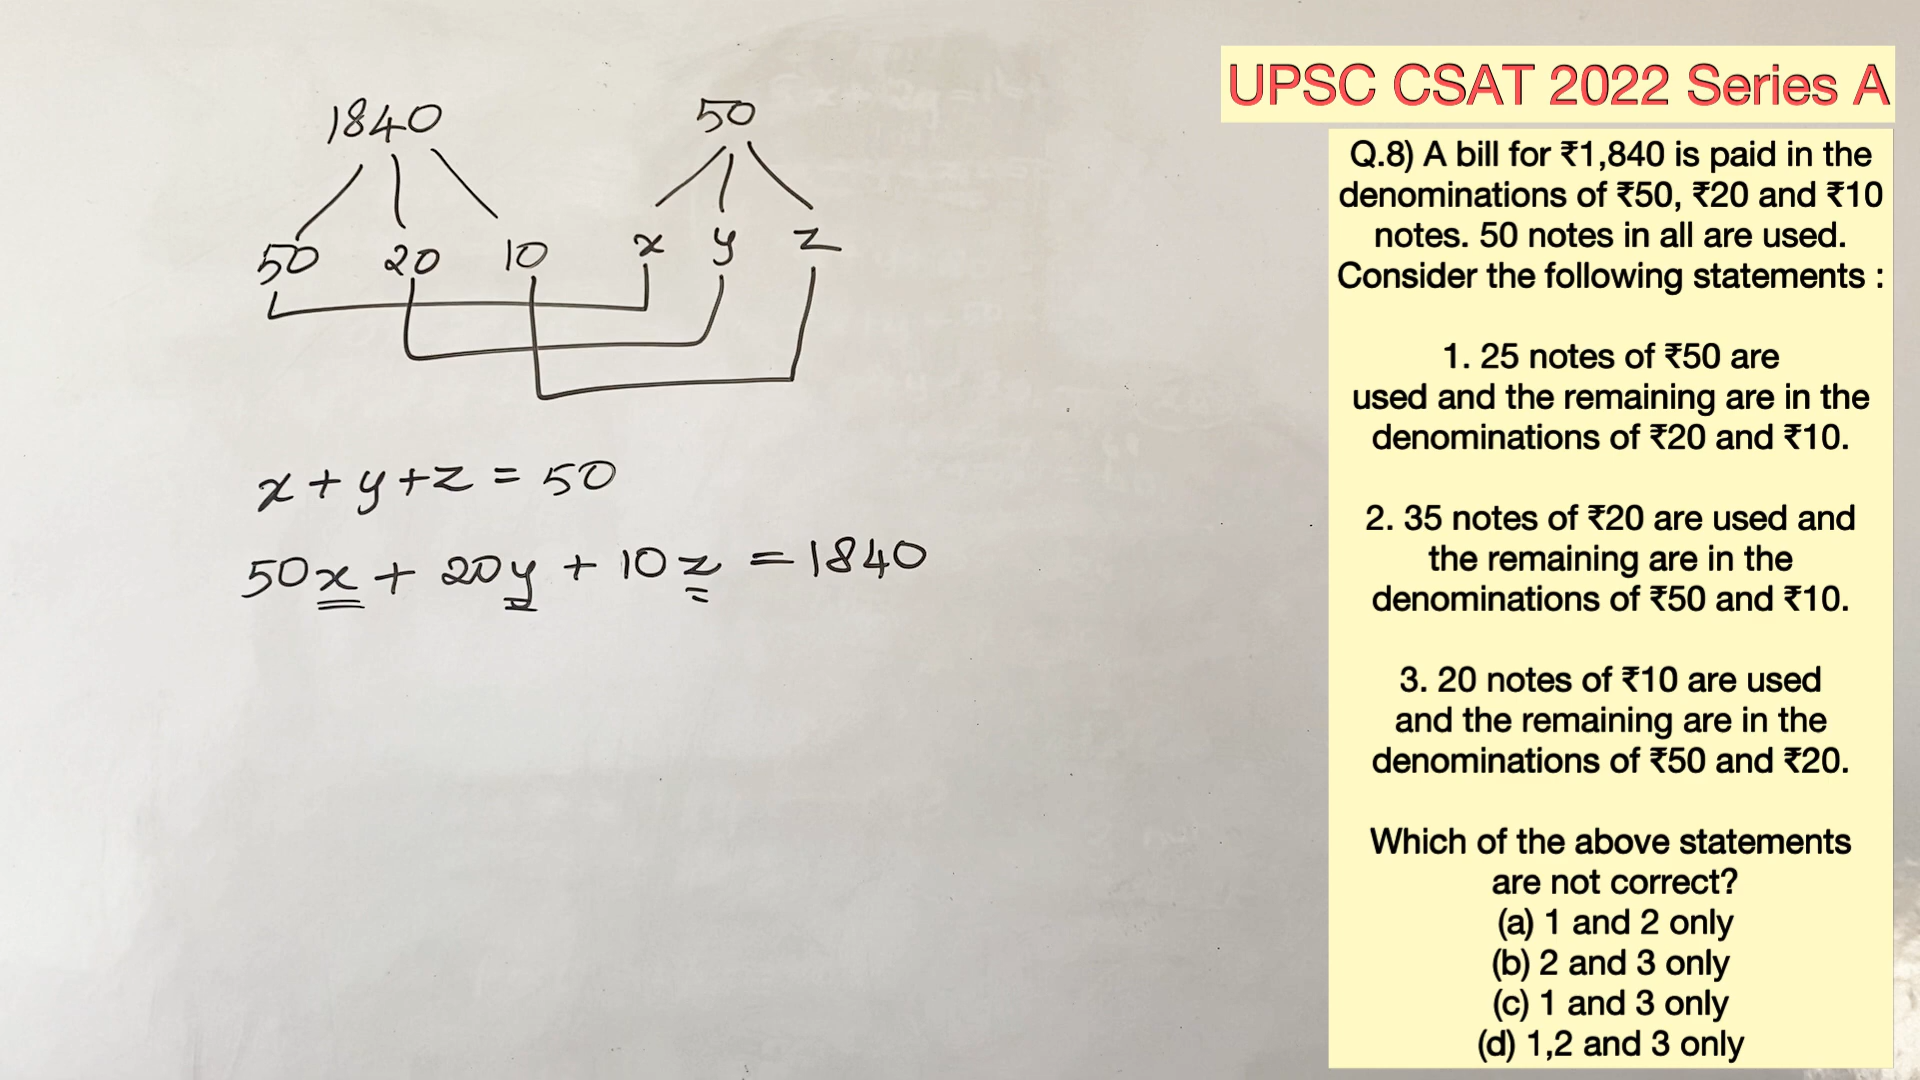 1840
50
50 20 10
x y z
x + y + z = 50
50x + 20y + 10z = 1840
UPSC CSAT 2022 Series A
Q.8) A bill for ₹1,840 is paid in the
denominations of ₹50, ₹20 and ₹10
notes. 50 notes in all are used.
Consider the following statements :
1. 25 notes of ₹50 are
used and the remaining are in the
denominations of ₹20 and ₹10.
2. 35 notes of ₹20 are used and
the remaining are in the
denominations of ₹50 and ₹10.
3. 20 notes of ₹10 are used
and the remaining are in the
denominations of ₹50 and ₹20.
Which of the above statements
are not correct?
(a) 1 and 2 only
(b) 2 and 3 only
(c) 1 and 3 only
(d) 1,2 and 3 only